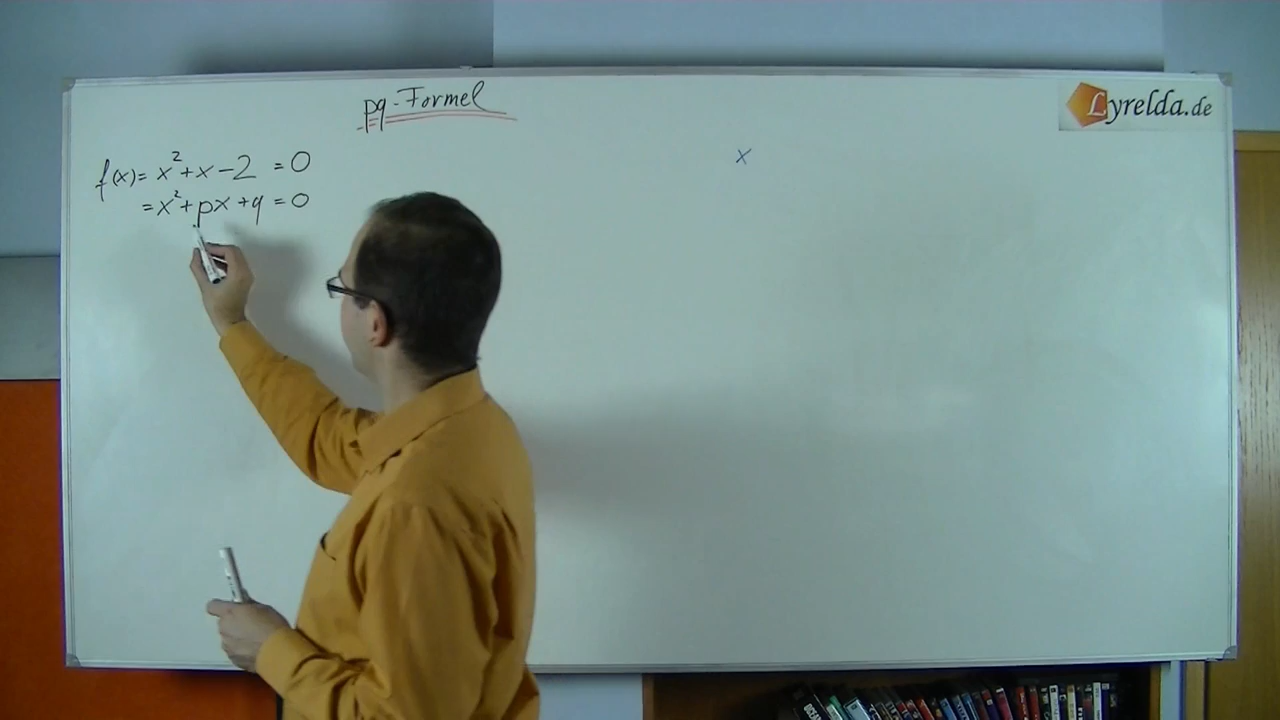 pq-Formel
Lyrelda.de
f(x)= x²+x-2 =0
x
=x²+px+q=0